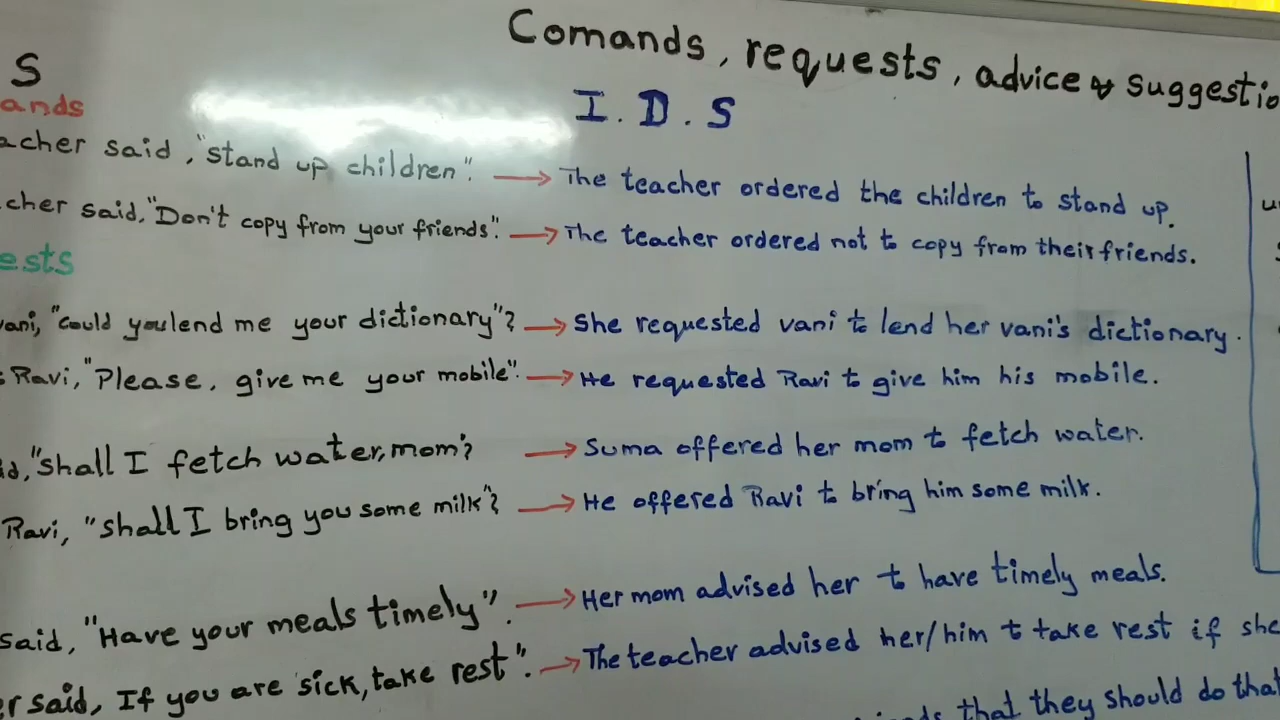 Comands, requests, advice & suggestio
S
I. D. S
ands
acher said, "stand up children". → The teacher ordered the children to stand up.
cher said, "Don't copy from your friends". → The teacher ordered not to copy from their friends.
ests
vani, "could you lend me your dictionary"? → She requested vani to lend her vani's dictionary.
Ravi, "Please, give me your mobile". → He requested Ravi to give him his mobile.
id, "shall I fetch water, mom"? → Suma offered her mom to fetch water.
Ravi, "shall I bring you some milk"? → He offered Ravi to bring him some milk.
said, "Have your meals timely". → Her mom advised her to have timely meals.
er said, If you are sick, take rest". → The teacher advised her/him to take rest if she
that they should do that